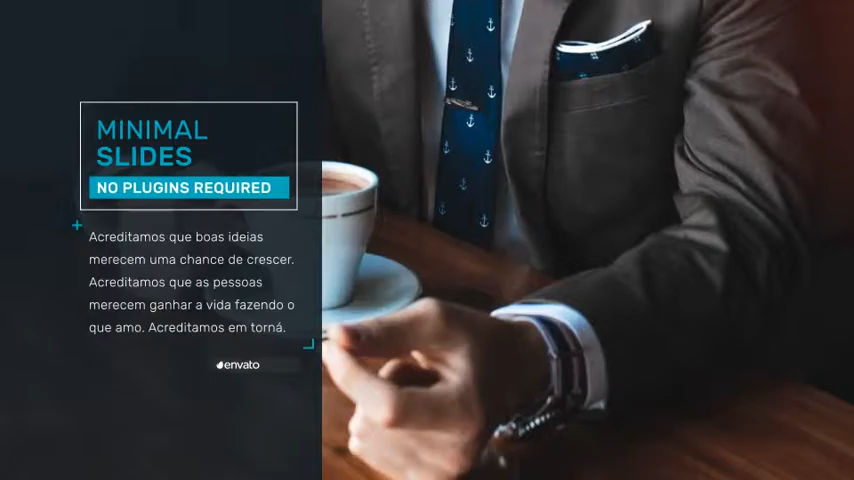 MINIMAL
SLIDES
NO PLUGINS REQUIRED
Acreditamos que boas ideias
merecem uma chance de crescer.
Acreditamos que as pessoas
merecem ganhar a vida fazendo o
que amo. Acreditamos em torná.
envato